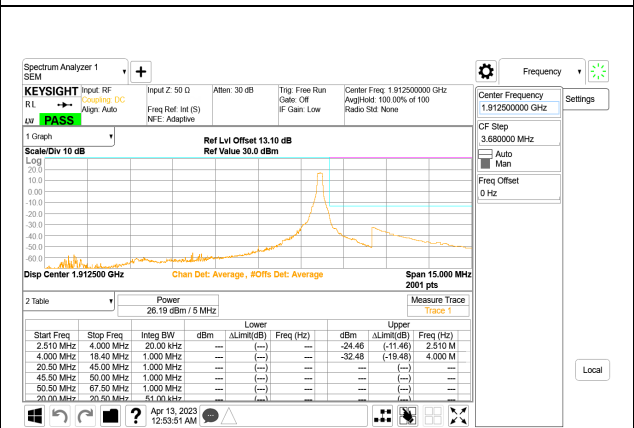 Spectrum Analyzer 1
SEM
Frequency
KEYSIGHT Input: RF Input Z: 50 Ω Atten: 30 dB Trig: Free Run Center Freq: 1.912500000 GHz
RL Coupling: DC Gate: Off Avg|Hold: 100.00% of 100
Align: Auto Freq Ref: Int (S) IF Gain: Low Radio Std: None
LXI PASS NFE: Adaptive
Center Frequency
1.912500000 GHz
Settings
CF Step
3.680000 MHz
Auto
Man
Freq Offset
0 Hz
1 Graph
Ref Lvl Offset 13.10 dB
Scale/Div 10 dB Ref Value 30.0 dBm
Log
20.0
10.0
0.00
-10.0
-20.0
-30.0
-40.0
-50.0
-60.0
Disp Center 1.912500 GHz Chan Det: Average , #Offs Det: Average Span 15.000 MHz
2001 pts
2 Table Power Measure Trace
26.19 dBm / 5 MHz Trace 1
Lower Upper
Start Freq Stop Freq Integ BW dBm ΔLimit(dB) Freq (Hz) dBm ΔLimit(dB) Freq (Hz)
2.510 MHz 4.000 MHz 20.00 kHz --- (---) --- -24.46 (-11.46) 2.510 M
4.000 MHz 18.40 MHz 1.000 MHz --- (---) --- -32.48 (-19.48) 4.000 M
20.50 MHz 45.00 MHz 1.000 MHz --- (---) --- --- (---) ---
45.50 MHz 50.00 MHz 1.000 MHz --- (---) --- --- (---) ---
50.50 MHz 67.50 MHz 1.000 MHz --- (---) --- --- (---) ---
20.00 MHz 20.50 MHz 51.00 kHz --- (---) --- --- (---) ---
Local
? Apr 13, 2023
12:53:51 AM